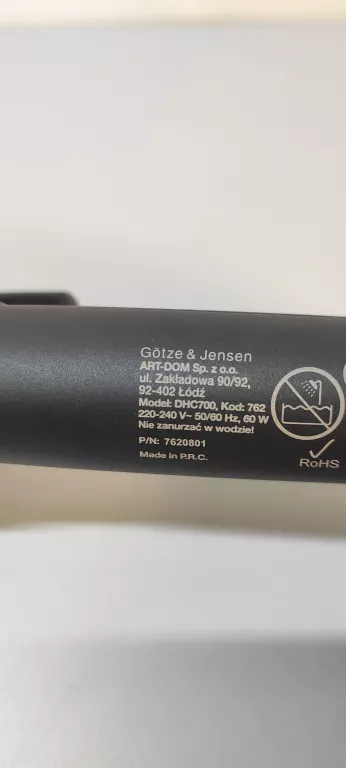 Götze & Jensen
ART-DOM Sp. z o.o.
ul. Zakładowa 90/92,
92-402 Łódź
Model: DHC700, Kod: 762
220-240 V~ 50/60 Hz, 60 W
Nie zanurzać w wodzie!
P/N: 7620801
Made in P.R.C.
RoHS